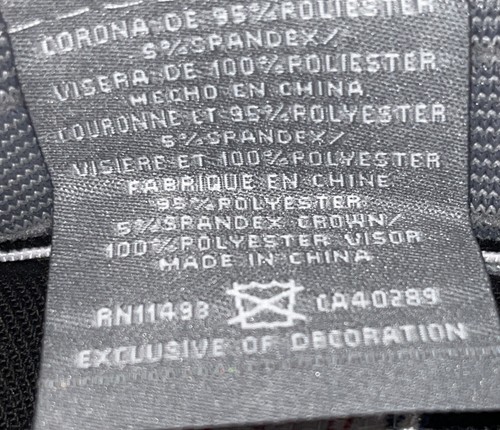 CORONA DE 95% POLIESTER
5% SPANDEX/
VISERA DE 100% POLIESTER
HECHO EN CHINA
COURONNE ET 95% POLYESTER
5% SPANDEX/
VISIERE ET 100% POLYESTER
FABRIQUE EN CHINE
95% POLYESTER
5% SPANDEX CROWN/
100% POLYESTER VISOR
MADE IN CHINA
RN11493 CA40289
EXCLUSIVE OF DECORATION